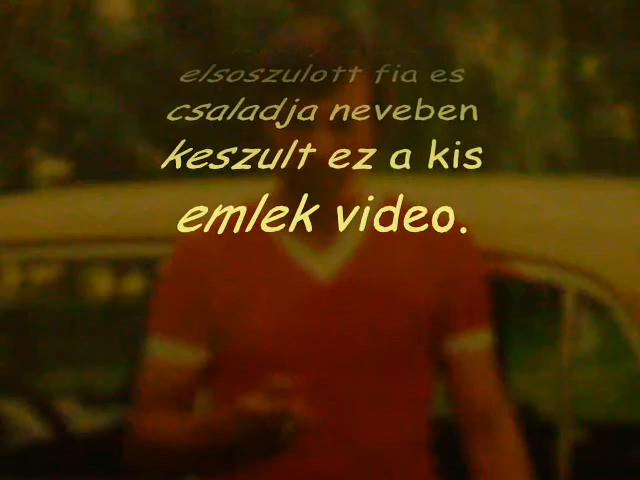 elsoszulott fia es
csaladja neveben
keszult ez a kis
emlek video.